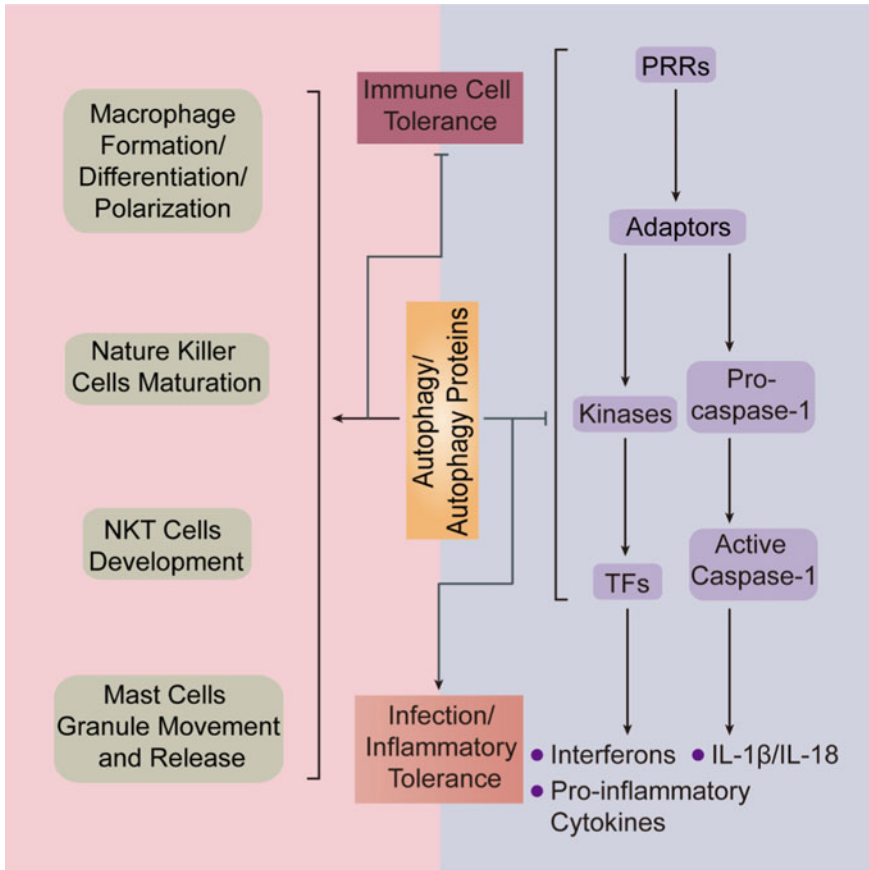 Macrophage
Formation/
Differentiation/
Polarization
Nature Killer
Cells Maturation
NKT Cells
Development
Mast Cells
Granule Movement
and Release
Immune Cell
Tolerance
Autophagy/
Autophagy Proteins
Infection/
Inflammatory
Tolerance
PRRs
Adaptors
Kinases
Pro-
caspase-1
TFs
Active
Caspase-1
Interferons
Pro-inflammatory
Cytokines
IL-1β/IL-18